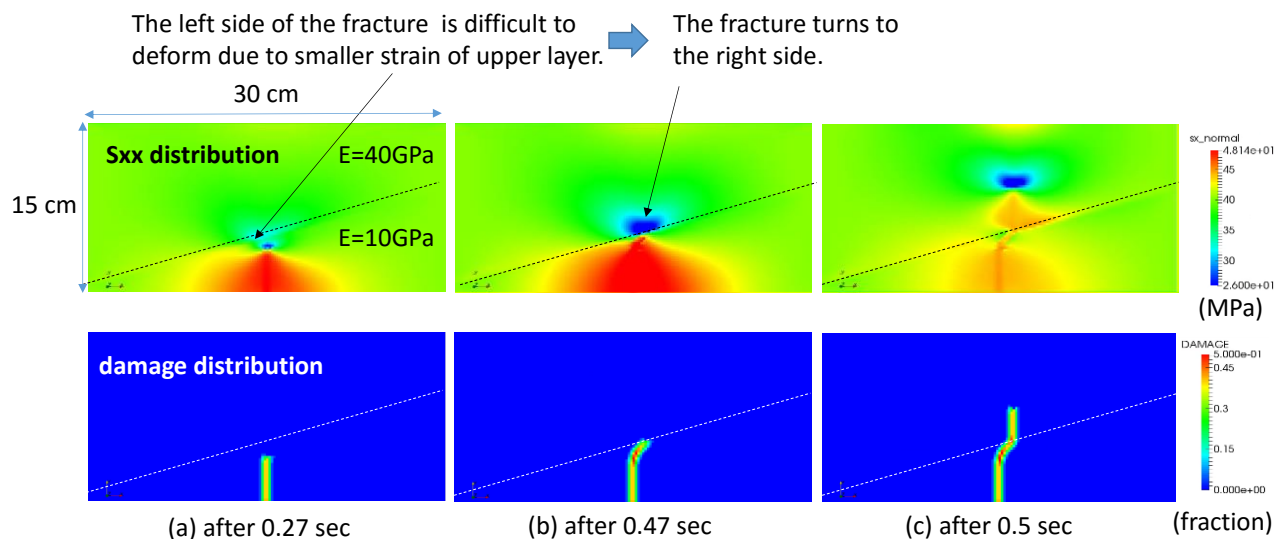 The left side of the fracture is difficult to
deform due to smaller strain of upper layer.
The fracture turns to
the right side.
30 cm
15 cm
Sxx distribution
E=40GPa
E=10GPa
sx_normal
4.814e+01
45
40
35
30
2.600e+01
(MPa)
damage distribution
DAMAGE
5.000e-01
0.45
0.3
0.15
0.000e+00
(fraction)
(a) after 0.27 sec
(b) after 0.47 sec
(c) after 0.5 sec